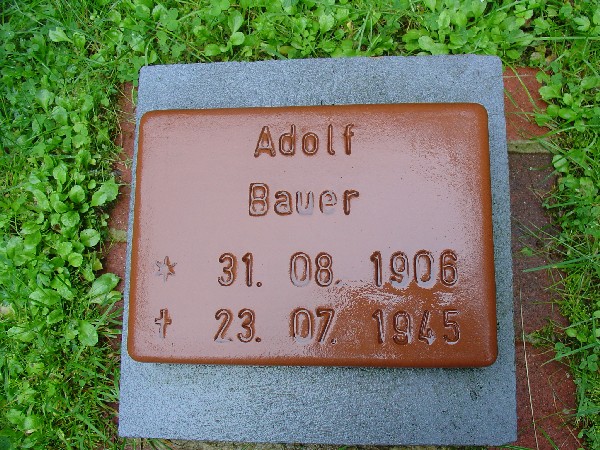 Adolf
Bauer
* 31. 08. 1906
† 23. 07. 1945